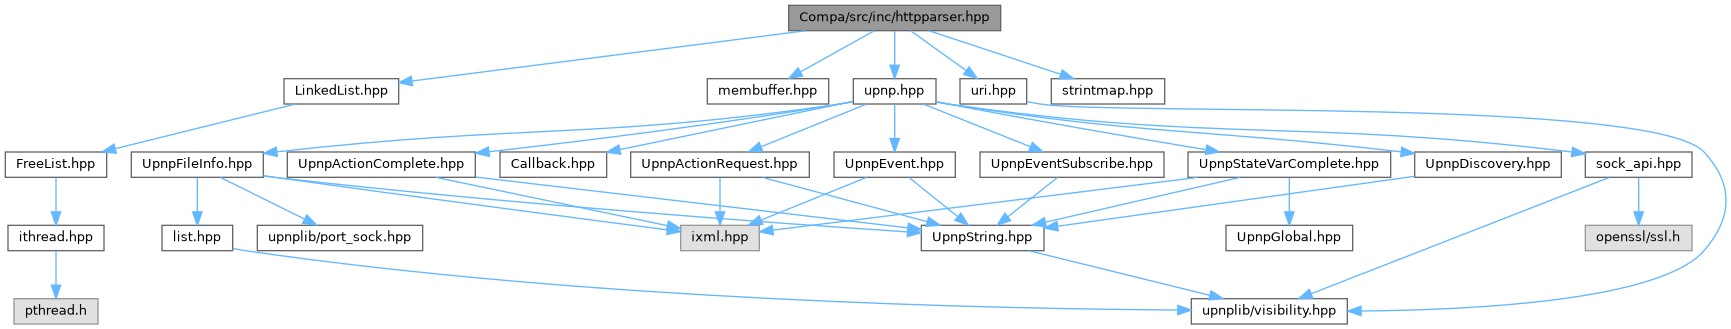 Compa/src/inc/httpparser.hpp
LinkedList.hpp
membuffer.hpp
upnp.hpp
uri.hpp
strintmap.hpp
FreeList.hpp
UpnpFileInfo.hpp
UpnpActionComplete.hpp
Callback.hpp
UpnpActionRequest.hpp
UpnpEvent.hpp
UpnpEventSubscribe.hpp
UpnpStateVarComplete.hpp
UpnpDiscovery.hpp
sock_api.hpp
ithread.hpp
list.hpp
upnplib/port_sock.hpp
ixml.hpp
UpnpString.hpp
UpnpGlobal.hpp
openssl/ssl.h
pthread.h
upnplib/visibility.hpp